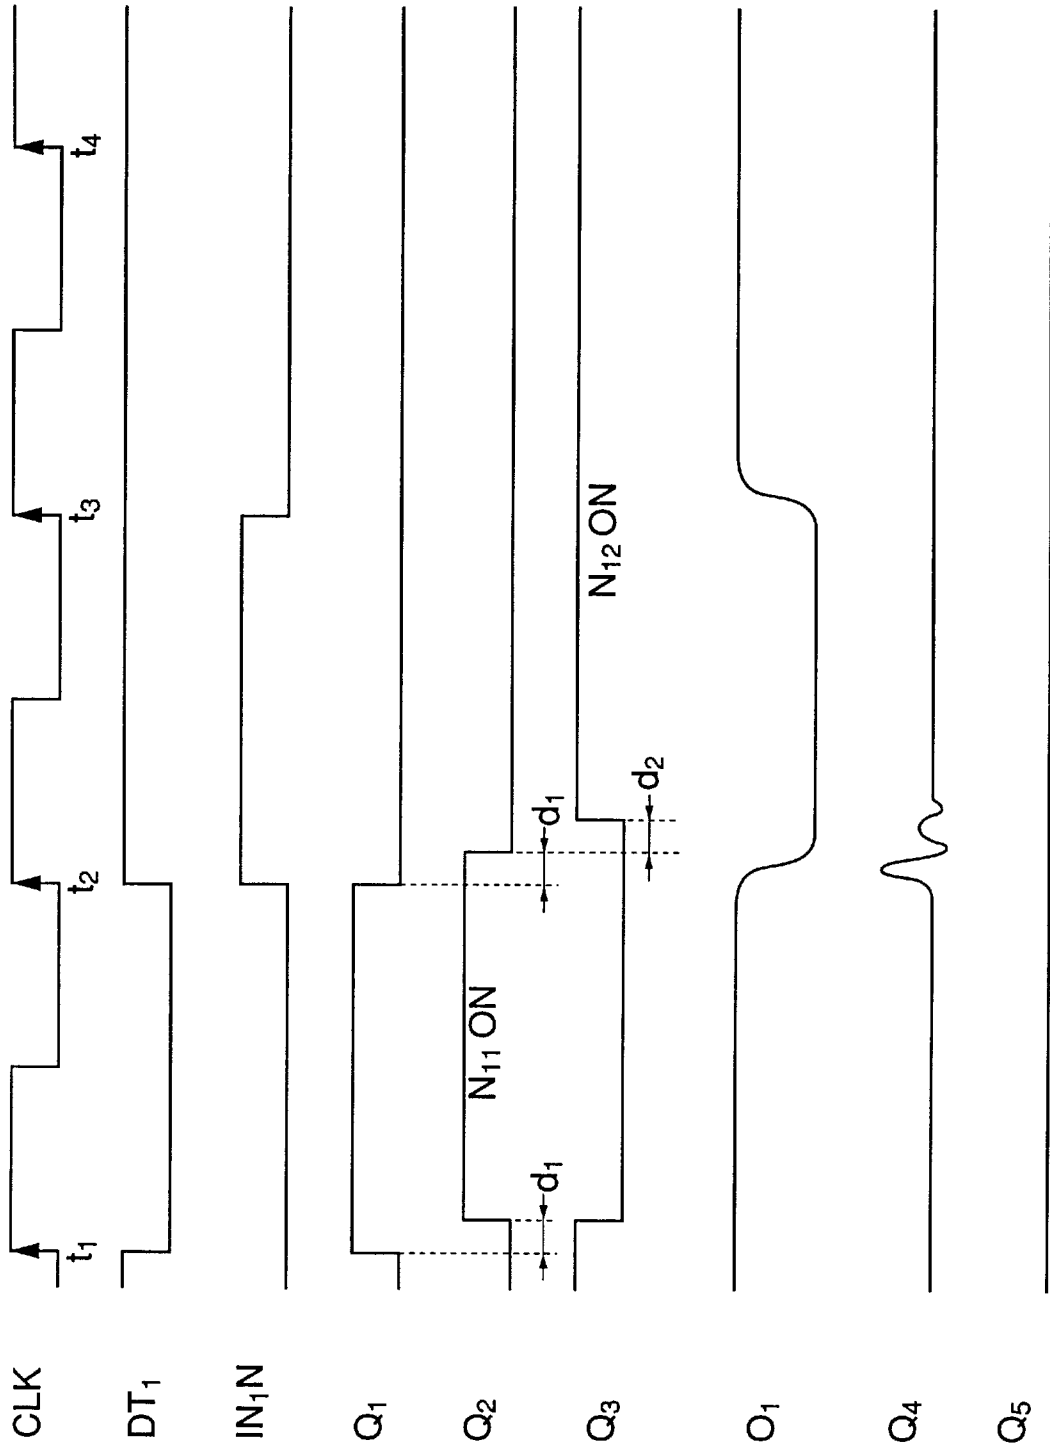 CLK
t₁
t₂
t₃
t₄
DT₁
IN₁N
Q₁
Q₂
N₁₁ ON
d₁
d₁
Q₃
N₁₂ ON
d₂
O₁
Q₄
Q₅